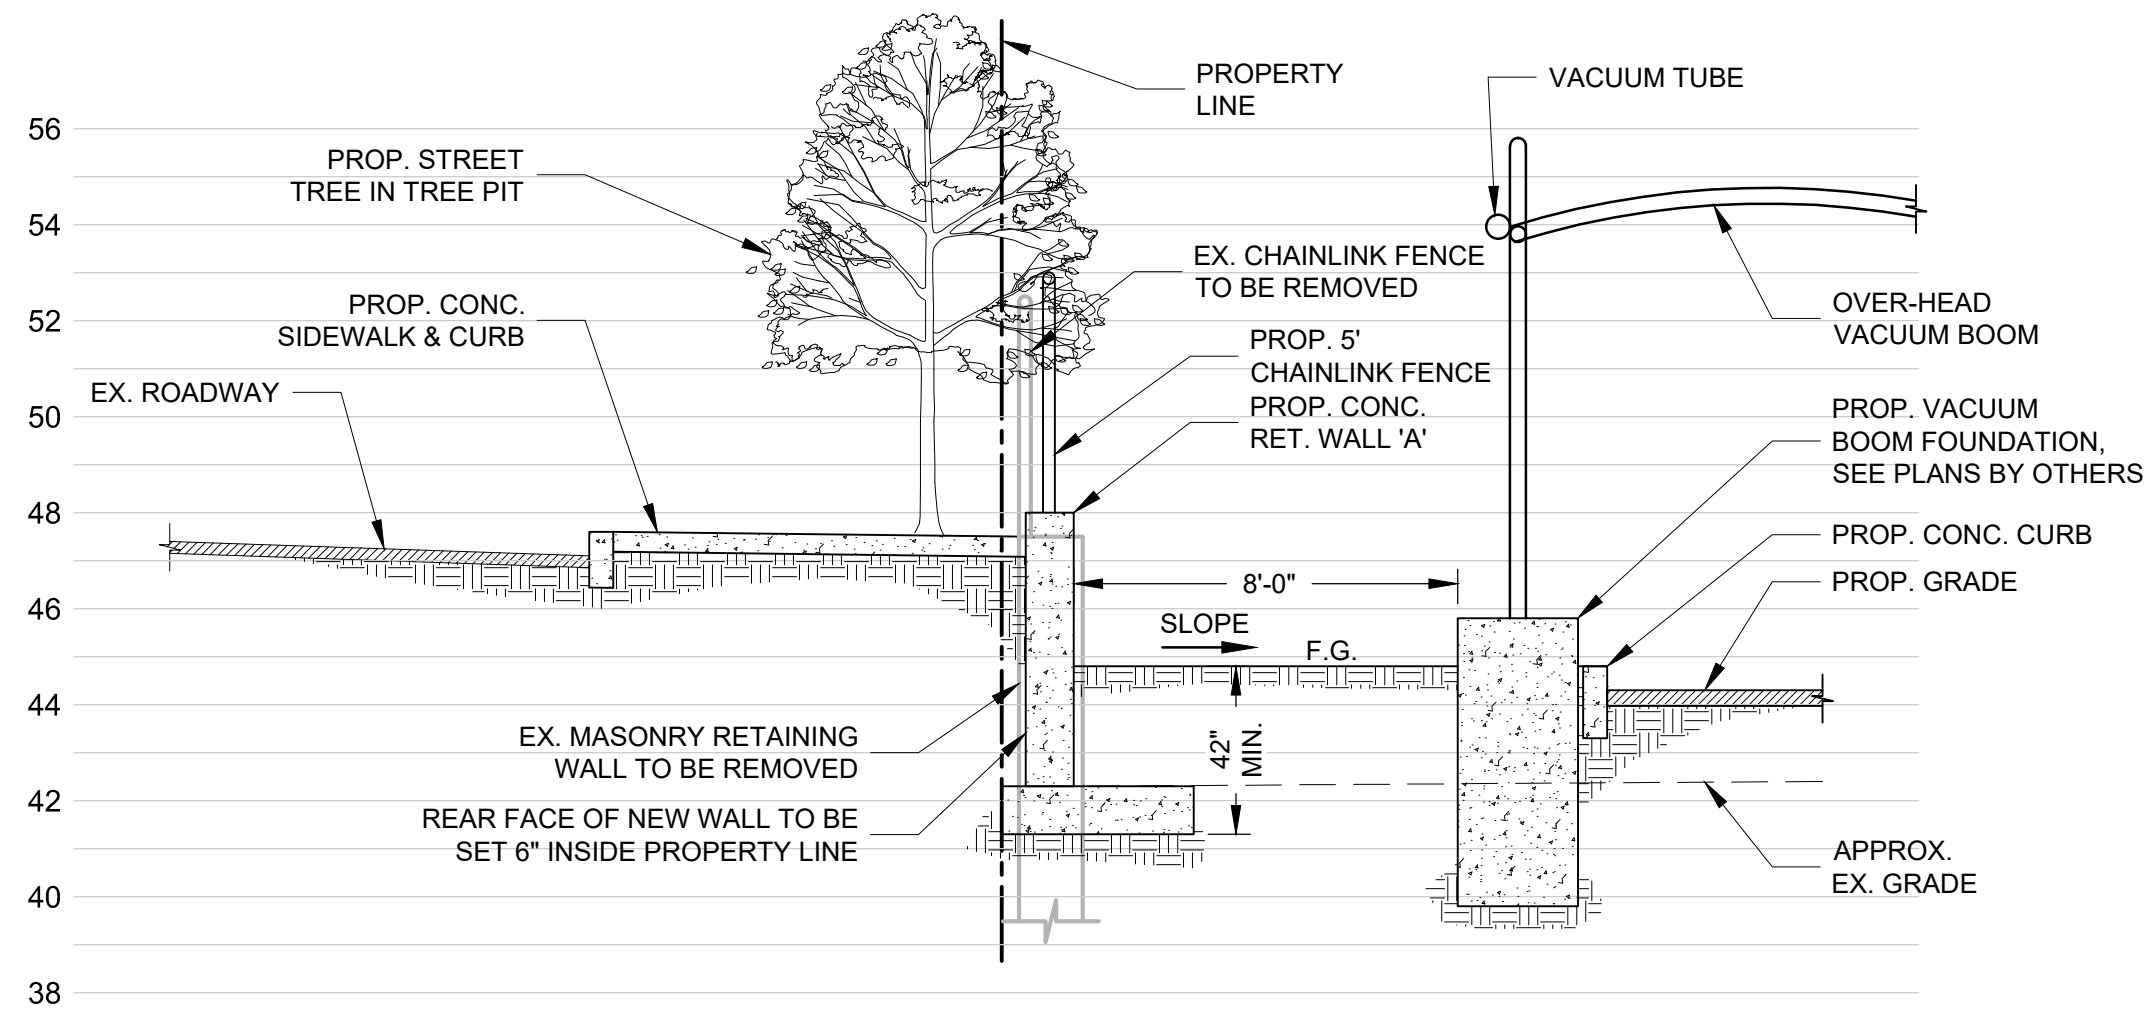 PROPERTY
LINE
VACUUM TUBE
56
PROP. STREET
TREE IN TREE PIT
54
EX. CHAINLINK FENCE
TO BE REMOVED
PROP. CONC.
SIDEWALK & CURB
52
OVER-HEAD
VACUUM BOOM
PROP. 5'
CHAINLINK FENCE
EX. ROADWAY
50
PROP. CONC.
RET. WALL 'A'
PROP. VACUUM
BOOM FOUNDATION,
SEE PLANS BY OTHERS
48
PROP. CONC. CURB
8'-0"
PROP. GRADE
46
SLOPE
F.G.
44
EX. MASONRY RETAINING
WALL TO BE REMOVED
42"
MIN.
42
REAR FACE OF NEW WALL TO BE
SET 6" INSIDE PROPERTY LINE
APPROX.
EX. GRADE
40
38